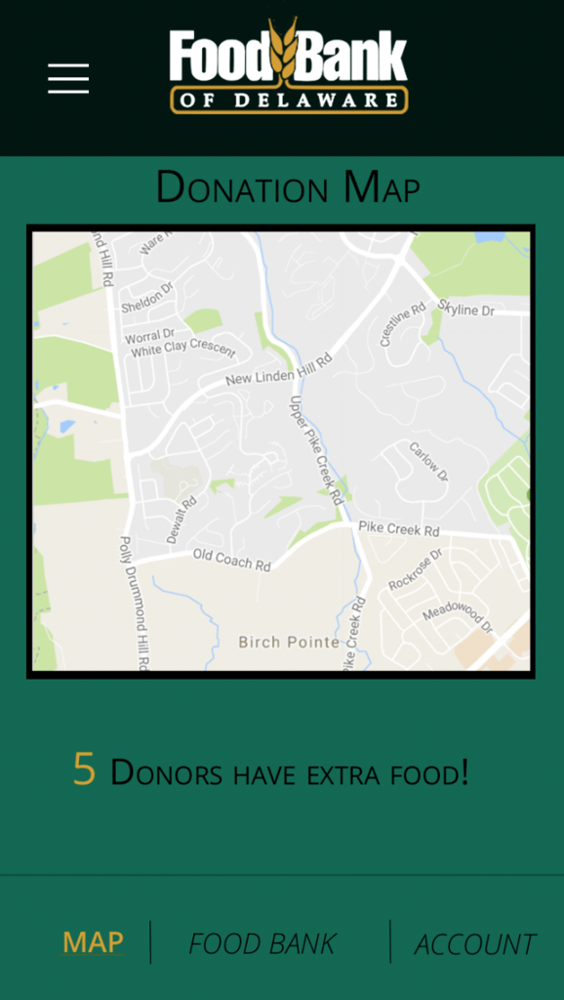 Food Bank
OF DELAWARE
Donation Map
nd Hill Rd
Ware R
Sheldon Dr
Worral Dr
White Clay Crescent
New Linden Hill Rd
Crestline Rd
Skyline Dr
Upper Pike Creek Rd
Carlow Dr
Dewalt Rd
Pike Creek Rd
Old Coach Rd
Polly Drummond Hill Rd
Rockrose Dr
Meadowood Dr
Pike Creek Rd
Birch Pointe
5 Donors have extra food!
MAP
FOOD BANK
ACCOUNT